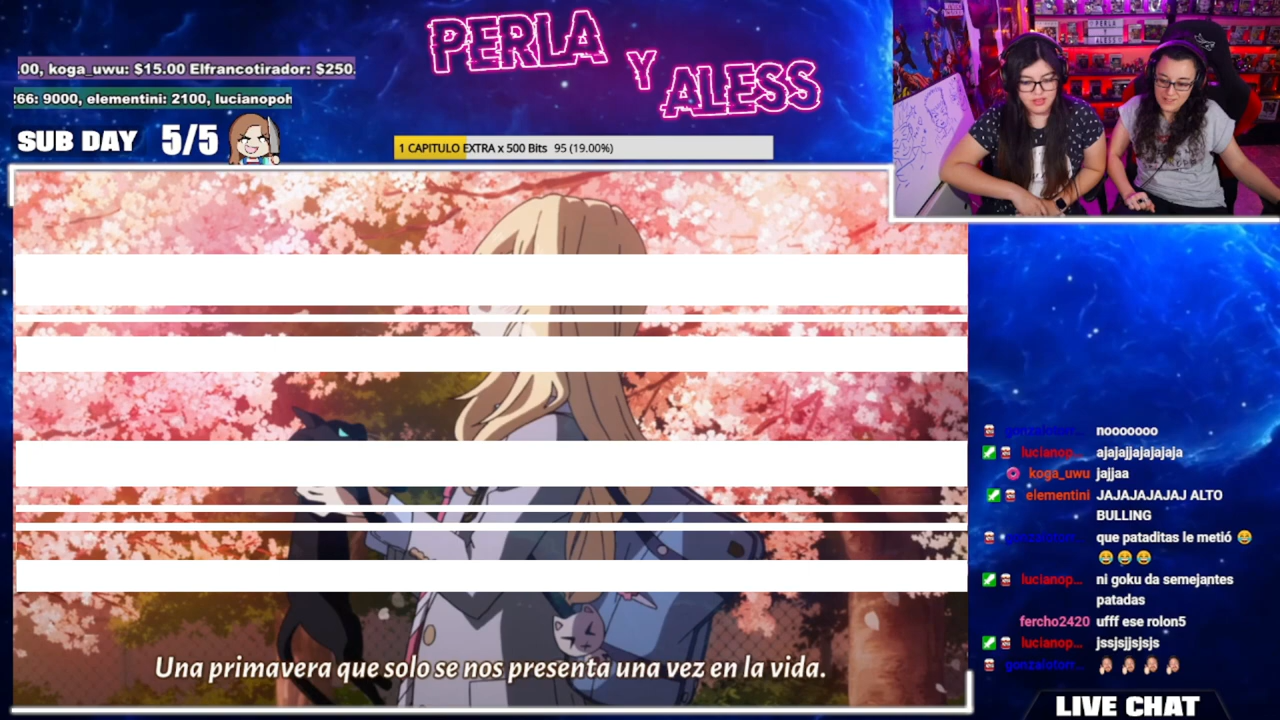 PERLA
Y
ALESS
.00, koga_uwu: $15.00 Elfrancotirador: $250.
266: 9000, elementini: 2100, lucianopoh
SUB DAY 5/5
1 CAPITULO EXTRA x 500 Bits 95 (19.00%)
nooooooo
lucianop... ajajajjajajajaja
koga_uwu jajjaa
elementini JAJAJAJAJAJ ALTO
BULLING
gonzalotorr... que pataditas le metió
lucianop... ni goku da semejantes
patadas
fercho2420 ufff ese rolon5
lucianop... jssjsjjsjsjs
gonzalotorr...
Una primavera que solo se nos presenta una vez en la vida.
LIVE CHAT